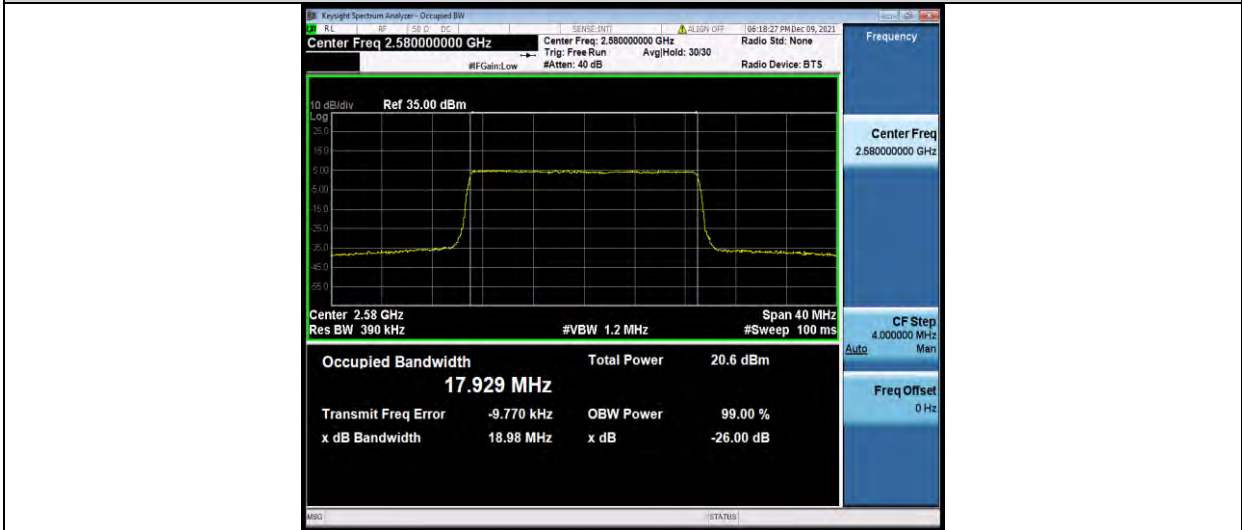 Keysight Spectrum Analyzer - Occupied BW
RL RF 50 Ω DC SENSE:INT ALIGN OFF 06:18:27 PM Dec 09, 2021
Center Freq 2.580000000 GHz
Center Freq: 2.580000000 GHz
Radio Std: None
Trig: Free Run Avg|Hold: 30/30
#IFGain:Low #Atten: 40 dB Radio Device: BTS
Frequency
10 dB/div Ref 35.00 dBm
Log
25.0
15.0
5.00
-5.00
-15.0
-25.0
-35.0
-45.0
-55.0
Center 2.58 GHz Span 40 MHz
Res BW 390 kHz #VBW 1.2 MHz #Sweep 100 ms
Occupied Bandwidth Total Power 20.6 dBm
17.929 MHz
Transmit Freq Error -9.770 kHz OBW Power 99.00 %
x dB Bandwidth 18.98 MHz x dB -26.00 dB
Center Freq
2.580000000 GHz
CF Step
4.000000 MHz
Auto Man
Freq Offset
0 Hz
MSG STATUS